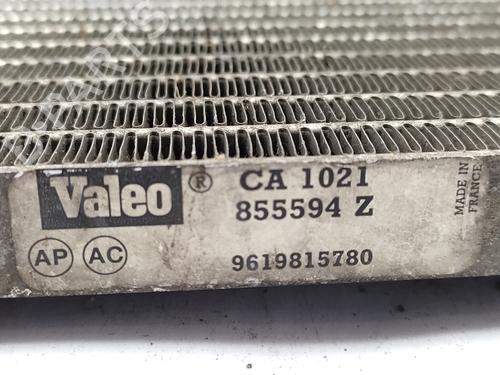 Valeo ® CA 1021
855594 Z
AP AC 9619815780
MADE IN
FRANCE